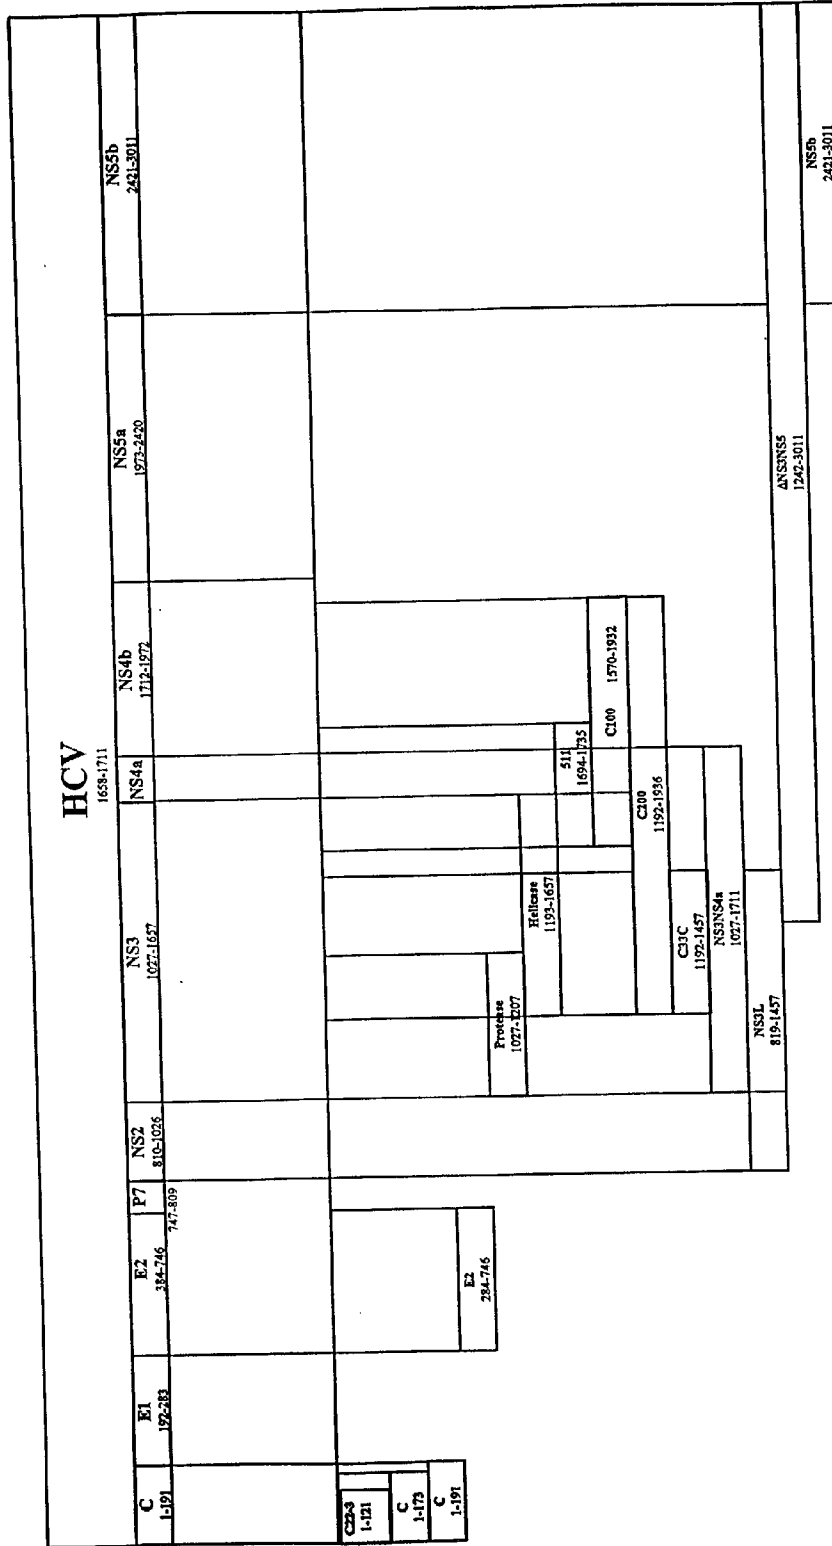 HCV
C
1-191
E1
192-283
E2
384-746
P7
747-809
NS2
810-1026
NS3
1027-1657
NS4a
1658-1711
NS4b
1712-1972
NS5a
1973-2420
NS5b
2421-3011
C22-3
1-121
C
1-173
C
1-191
E2
284-746
Protease
1027-1207
Helicase
1193-1657
511
1694-1735
C100
1570-1932
C200
1192-1936
C33C
1192-1457
NS3NS4a
1027-1711
NS3L
819-1457
ΔNS3NS5
1242-3011
NS5b
2421-3011